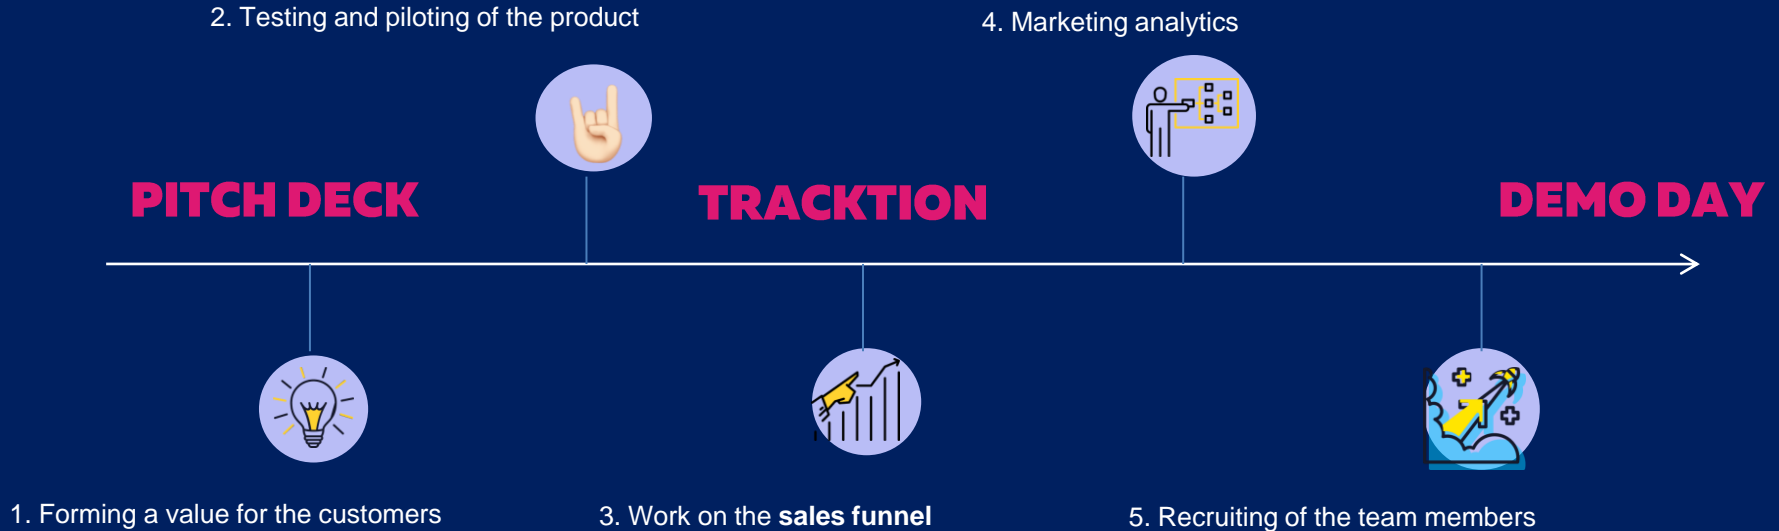 2. Testing and piloting of the product
4. Marketing analytics
PITCH DECK
TRACKTION
DEMO DAY
1. Forming a value for the customers
3. Work on the sales funnel
5. Recruiting of the team members